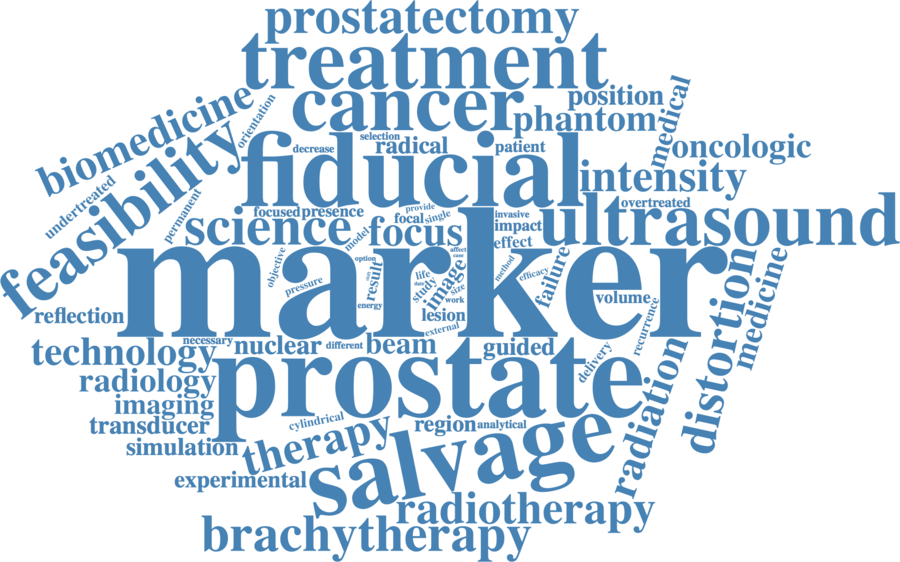 prostatectomy
treatment
cancer
position
phantom
medical
biomedicine
orientation
feasibility
fiducial
selection
decrease
radical
patient
oncologic
intensity
undertreated
permanent
science
focused
presence
provide
focal
single
focus
model
invasive
impact
effect
overtreated
ultrasound
marker
objective
pressure
option
result
energy
life
study
image
affect
case
size
work
lesion
external
method
efficacy
failure
volume
recurrence
distortion
medicine
reflection
technology
necessary
nuclear
different
beam
guided
delivery
radiation
prostate
radiology
imaging
transducer
simulation
experimental
cylindrical
therapy
region
analytical
salvage
radiotherapy
brachytherapy